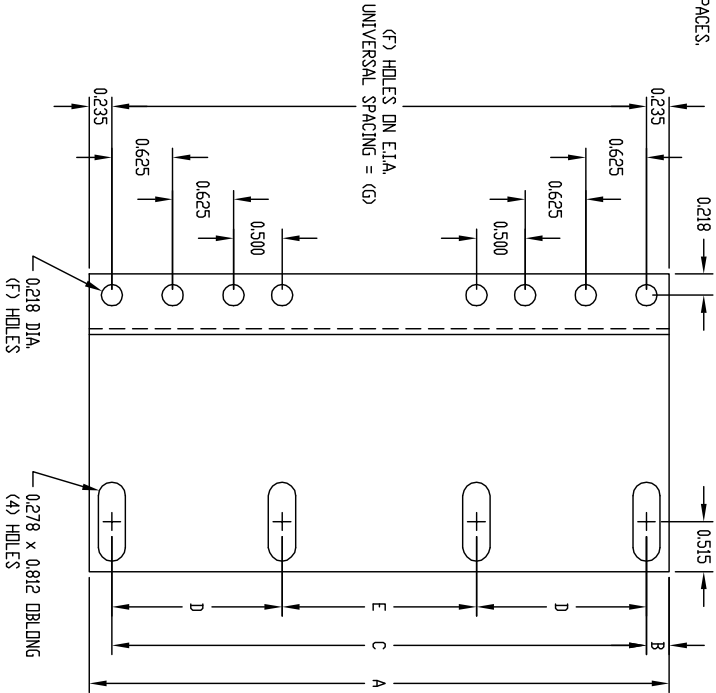 PACES.
0.218
0.515
0.235
B
0.625
0.625
D
0.500
(F) HOLES ON E.I.A.
UNIVERSAL SPACING = (G)
E
C
A
0.500
0.625
D
0.625
0.235
0.218 DIA.
(F) HOLES
0.278 x 0.812 OBLONG
(4) HOLES